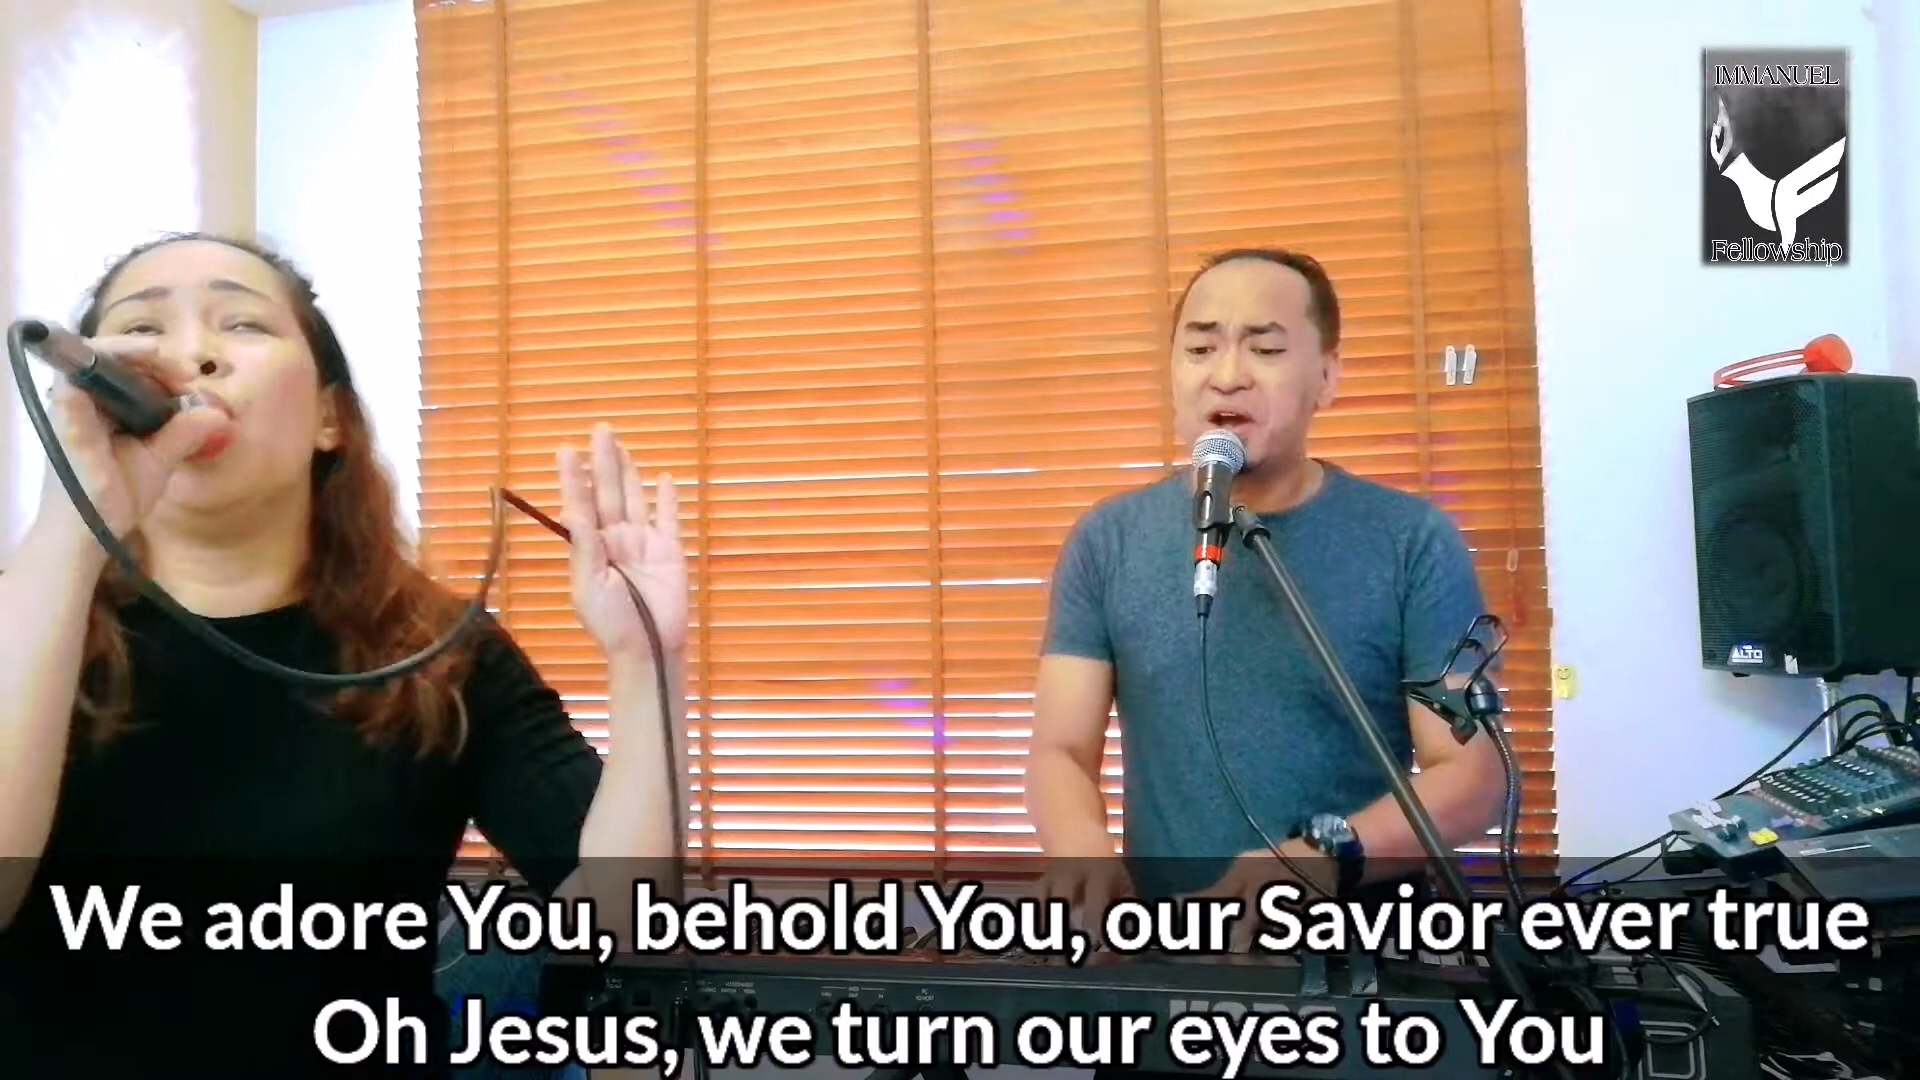 IMMANUEL
Fellowship
ALTO
We adore You, behold You, our Savior ever true
KORG
Oh Jesus, we turn our eyes to You